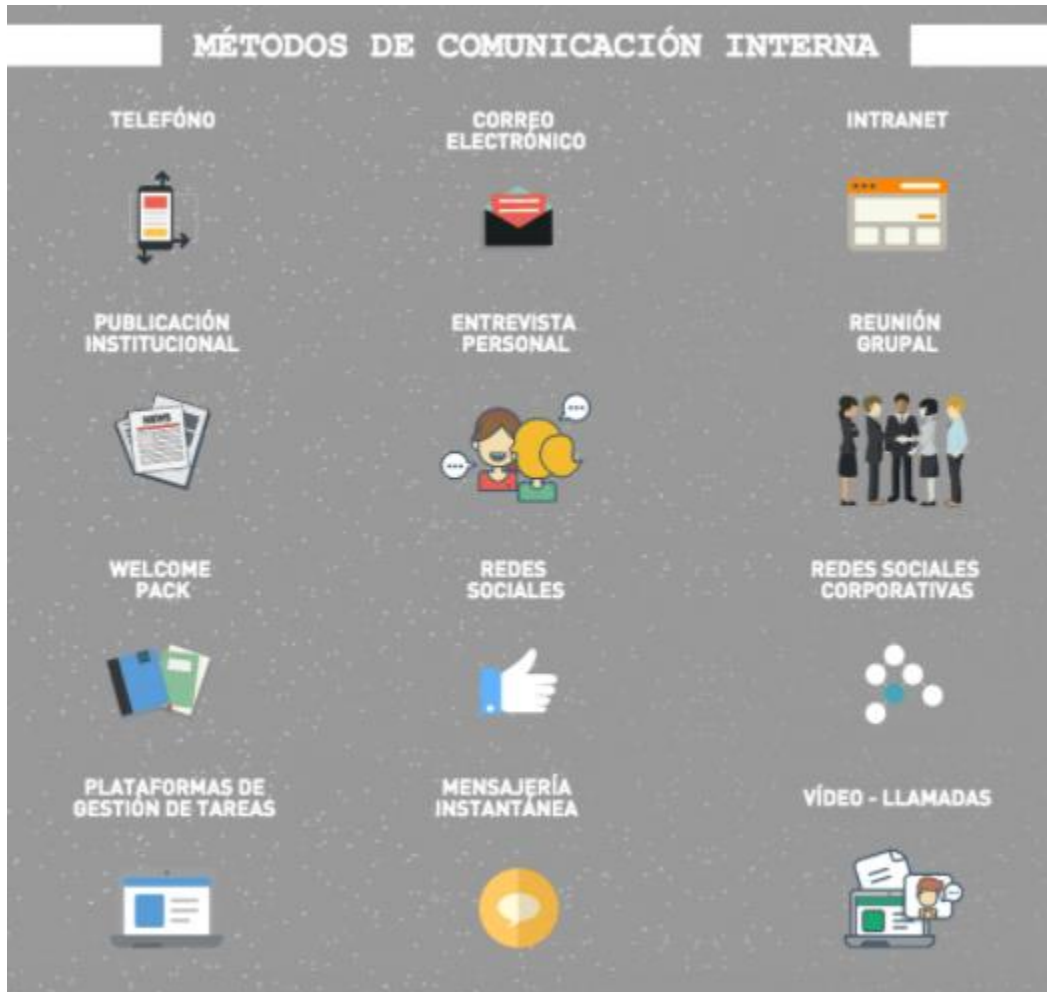 MÉTODOS DE COMUNICACIÓN INTERNA
TELEFÓNO
CORREO
ELECTRÓNICO
INTRANET
PUBLICACIÓN
INSTITUCIONAL
ENTREVISTA
PERSONAL
REUNIÓN
GRUPAL
NEWS
WELCOME
PACK
REDES
SOCIALES
REDES SOCIALES
CORPORATIVAS
PLATAFORMAS DE
GESTIÓN DE TAREAS
MENSAJERÍA
INSTANTÁNEA
VÍDEO - LLAMADAS